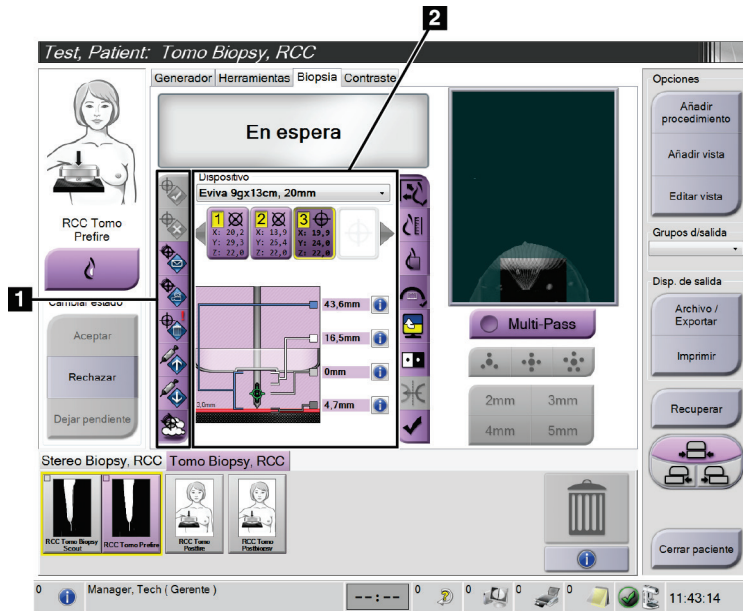 2
Test, Patient: Tomo Biopsy, RCC
Generador Herramientas Biopsia Contraste
Opciones
Añadir
procedimiento
Añadir vista
Editar vista
Grupos d/salida
Disp. de salida
Archivo /
Exportar
Imprimir
Recuperar
Cerrar paciente
En espera
RCC Tomo
Prefire
1
Cambiar estado
Aceptar
Rechazar
Dejar pendiente
Dispositivo
Eviva 9gx13cm, 20mm
1
X: 20,2
Y: 29,3
Z: 22,0
2
X: 13,9
Y: 25,4
Z: 22,0
3
X: 19,9
Y: 24,0
Z: 22,0
43,6mm
16,5mm
0mm
4,7mm
3,0mm
Multi-Pass
2mm 3mm
4mm 5mm
Stereo Biopsy, RCC Tomo Biopsy, RCC
RCC Tomo Biopsy
Scout
RCC Tomo Prefire
RCC Tomo
Postfire
RCC Tomo
Postbiopsy
0 Manager, Tech ( Gerente ) --:-- 0 0 0 0 11:43:14